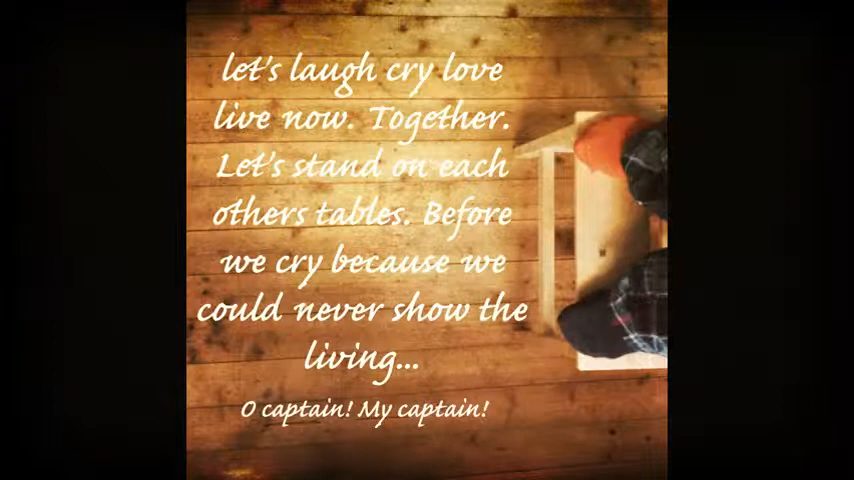 let's laugh cry love
live now. Together.
Let's stand on each
others tables. Before
we cry because we
could never show the
living...
O captain! My captain!